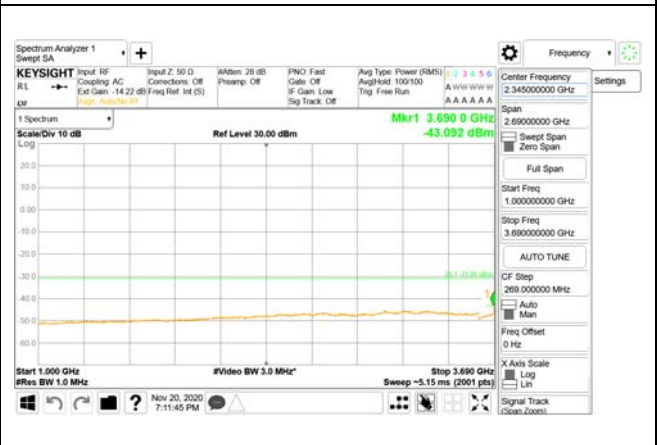 Spectrum Analyzer 1
Swept SA
Frequency
KEYSIGHT
RL
Input: RF
Coupling: AC
Ext Gain: -14.22 dB
Align: Auto/No RF
Input Z: 50 Ω
Corrections: Off
Freq Ref: Int (S)
#Atten: 28 dB
Preamp: Off
PNO: Fast
Gate: Off
IF Gain: Low
Sig Track: Off
Avg Type: Power (RMS)
Avg|Hold: 100/100
Trig: Free Run
1 2 3 4 5 6
A W W W W W
A A A A A A
Settings
1 Spectrum
Scale/Div 10 dB
Ref Level 30.00 dBm
Mkr1 3.690 0 GHz
-43.092 dBm
Log
20.0
10.0
0.00
-10.0
-20.0
-30.0
-40.0
-50.0
-60.0
1
Start 1.000 GHz
#Res BW 1.0 MHz
#Video BW 3.0 MHz*
Stop 3.690 GHz
Sweep ~5.15 ms (2001 pts)
Center Frequency
2.345000000 GHz
Span
2.69000000 GHz
Swept Span
Zero Span
Full Span
Start Freq
1.000000000 GHz
Stop Freq
3.690000000 GHz
AUTO TUNE
CF Step
269.000000 MHz
Auto
Man
Freq Offset
0 Hz
X Axis Scale
Log
Lin
Signal Track
(Span Zoom)
Nov 20, 2020
7:11:45 PM